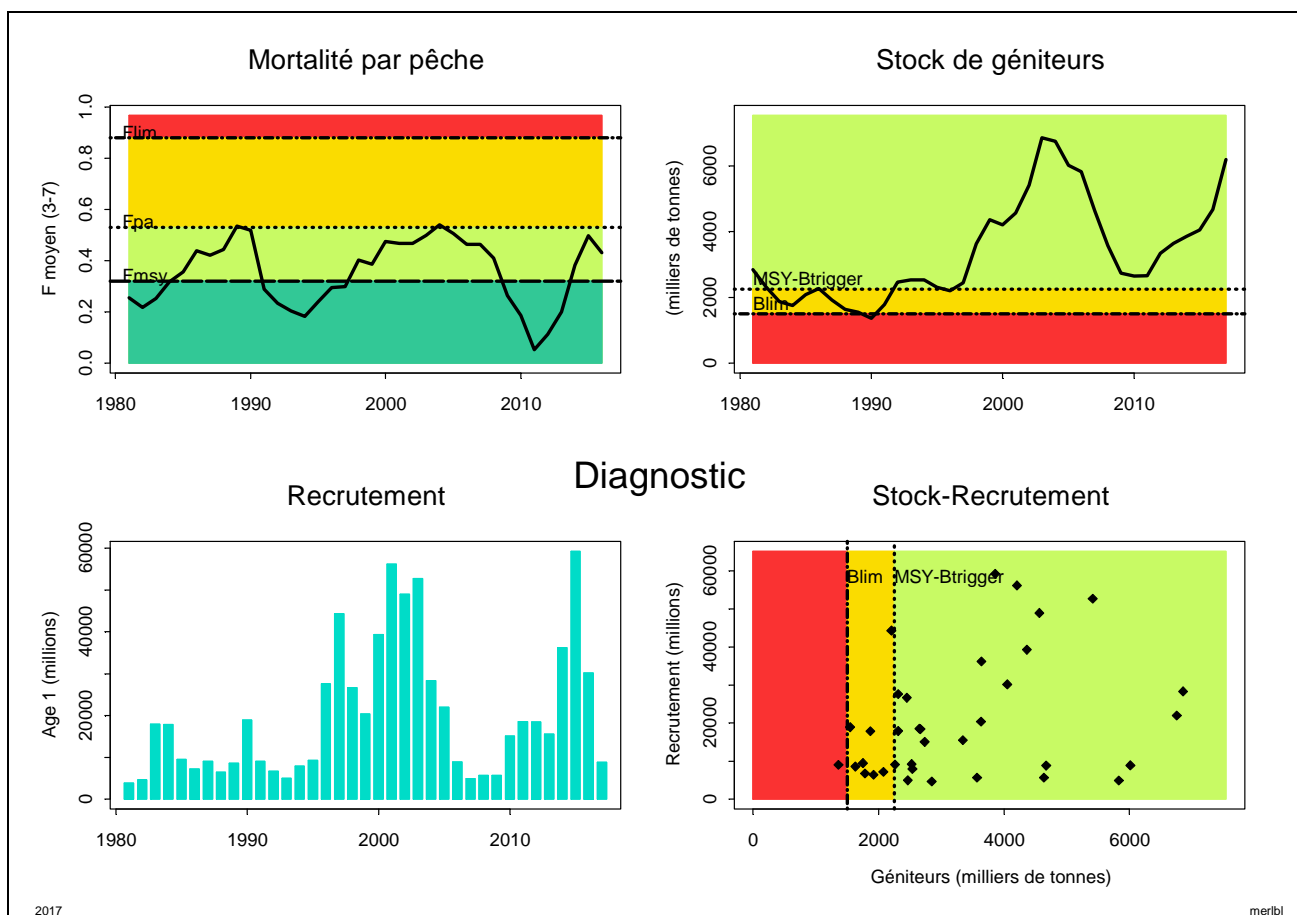 Mortalité par pêche
F moyen (3-7)
0.0 0.2 0.4 0.6 0.8 1.0
Flim
Fpa
Fmsy
1980 1990 2000 2010
Stock de géniteurs
(milliers de tonnes)
0 2000 4000 6000
MSY-Btrigger
Blim
1980 1990 2000 2010
Diagnostic
Recrutement
Age 1 (millions)
0 20000 40000 60000
1980 1990 2000 2010
Stock-Recrutement
Recrutement (millions)
0 20000 40000 60000
Blim MSY-Btrigger
0 2000 4000 6000
Géniteurs (milliers de tonnes)
2017
merlbl